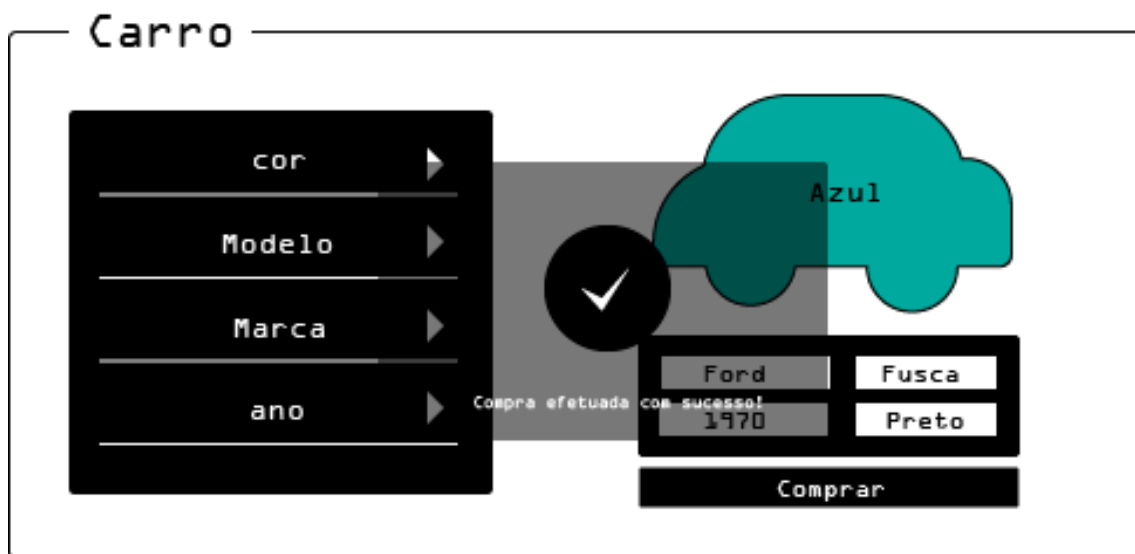 Carro
cor
Modelo
Marca
ano
Azul
Compra efetuada com sucesso!
Ford
Fusca
1970
Preto
Comprar